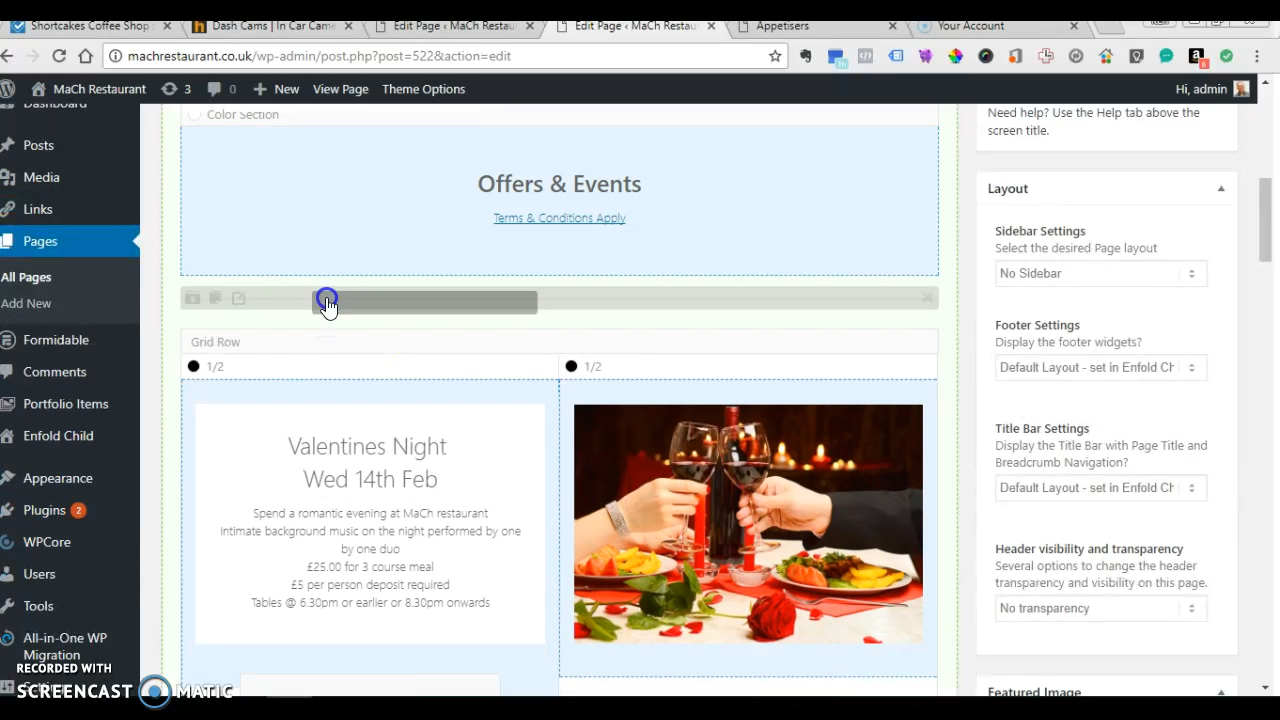 Shortcakes Coffee Shop
Dash Cams | In Car Came
Edit Page ‹ MaCh Restau
Edit Page ‹ MaCh Restau
Appetisers
Your Account
machrestaurant.co.uk/wp-admin/post.php?post=522&action=edit
MaCh Restaurant
3
0
New
View Page
Theme Options
Hi, admin
Dashboard
Posts
Media
Links
Pages
All Pages
Add New
Formidable
Comments
Portfolio Items
Enfold Child
Appearance
Plugins 2
WPCore
Users
Tools
All-in-One WP
Migration
Color Section
Offers & Events
Terms & Conditions Apply
Grid Row
1/2
1/2
Valentines Night
Wed 14th Feb
Spend a romantic evening at MaCh restaurant
Intimate background music on the night performed by one
by one duo
£25.00 for 3 course meal
£5 per person deposit required
Tables @ 6.30pm or earlier or 8.30pm onwards
Need help? Use the Help tab above the
screen title.
Layout
Sidebar Settings
Select the desired Page layout
No Sidebar
Footer Settings
Display the footer widgets?
Default Layout - set in Enfold Ch
Title Bar Settings
Display the Title Bar with Page Title and
Breadcrumb Navigation?
Default Layout - set in Enfold Ch
Header visibility and transparency
Several options to change the header
transparency and visibility on this page.
No transparency
Featured Image
RECORDED WITH
SCREENCAST MATIC